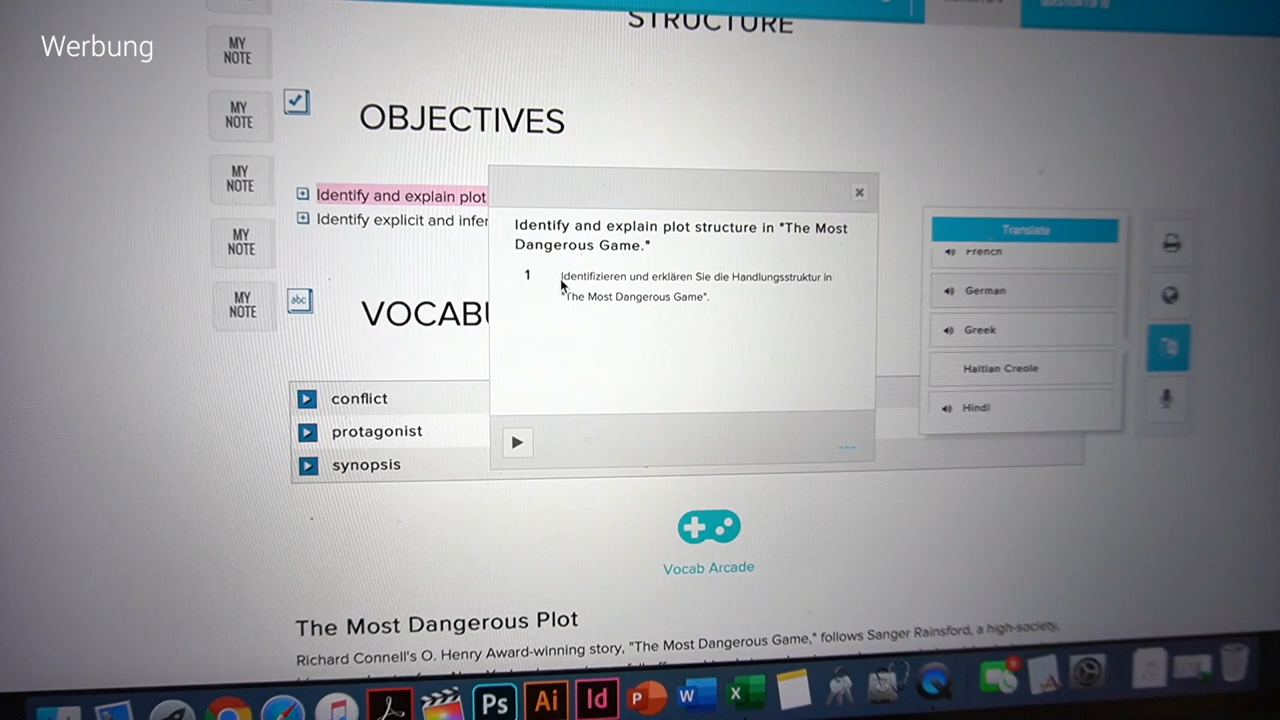 Werbung
STRUCTURE
MY NOTE
MY NOTE
MY NOTE
MY NOTE
MY NOTE
OBJECTIVES
Identify and explain plot
Identify explicit and infer
Identify and explain plot structure in "The Most
Dangerous Game."
1 Identifizieren und erklären Sie die Handlungsstruktur in
"The Most Dangerous Game".
Translate
French
German
Greek
Haitian Creole
Hindi
abc
VOCABU
conflict
protagonist
synopsis
Vocab Arcade
The Most Dangerous Plot
Richard Connell's O. Henry Award-winning story, "The Most Dangerous Game," follows Sanger Rainsford, a high-society,
Ps
Ai
Id
P
W
X